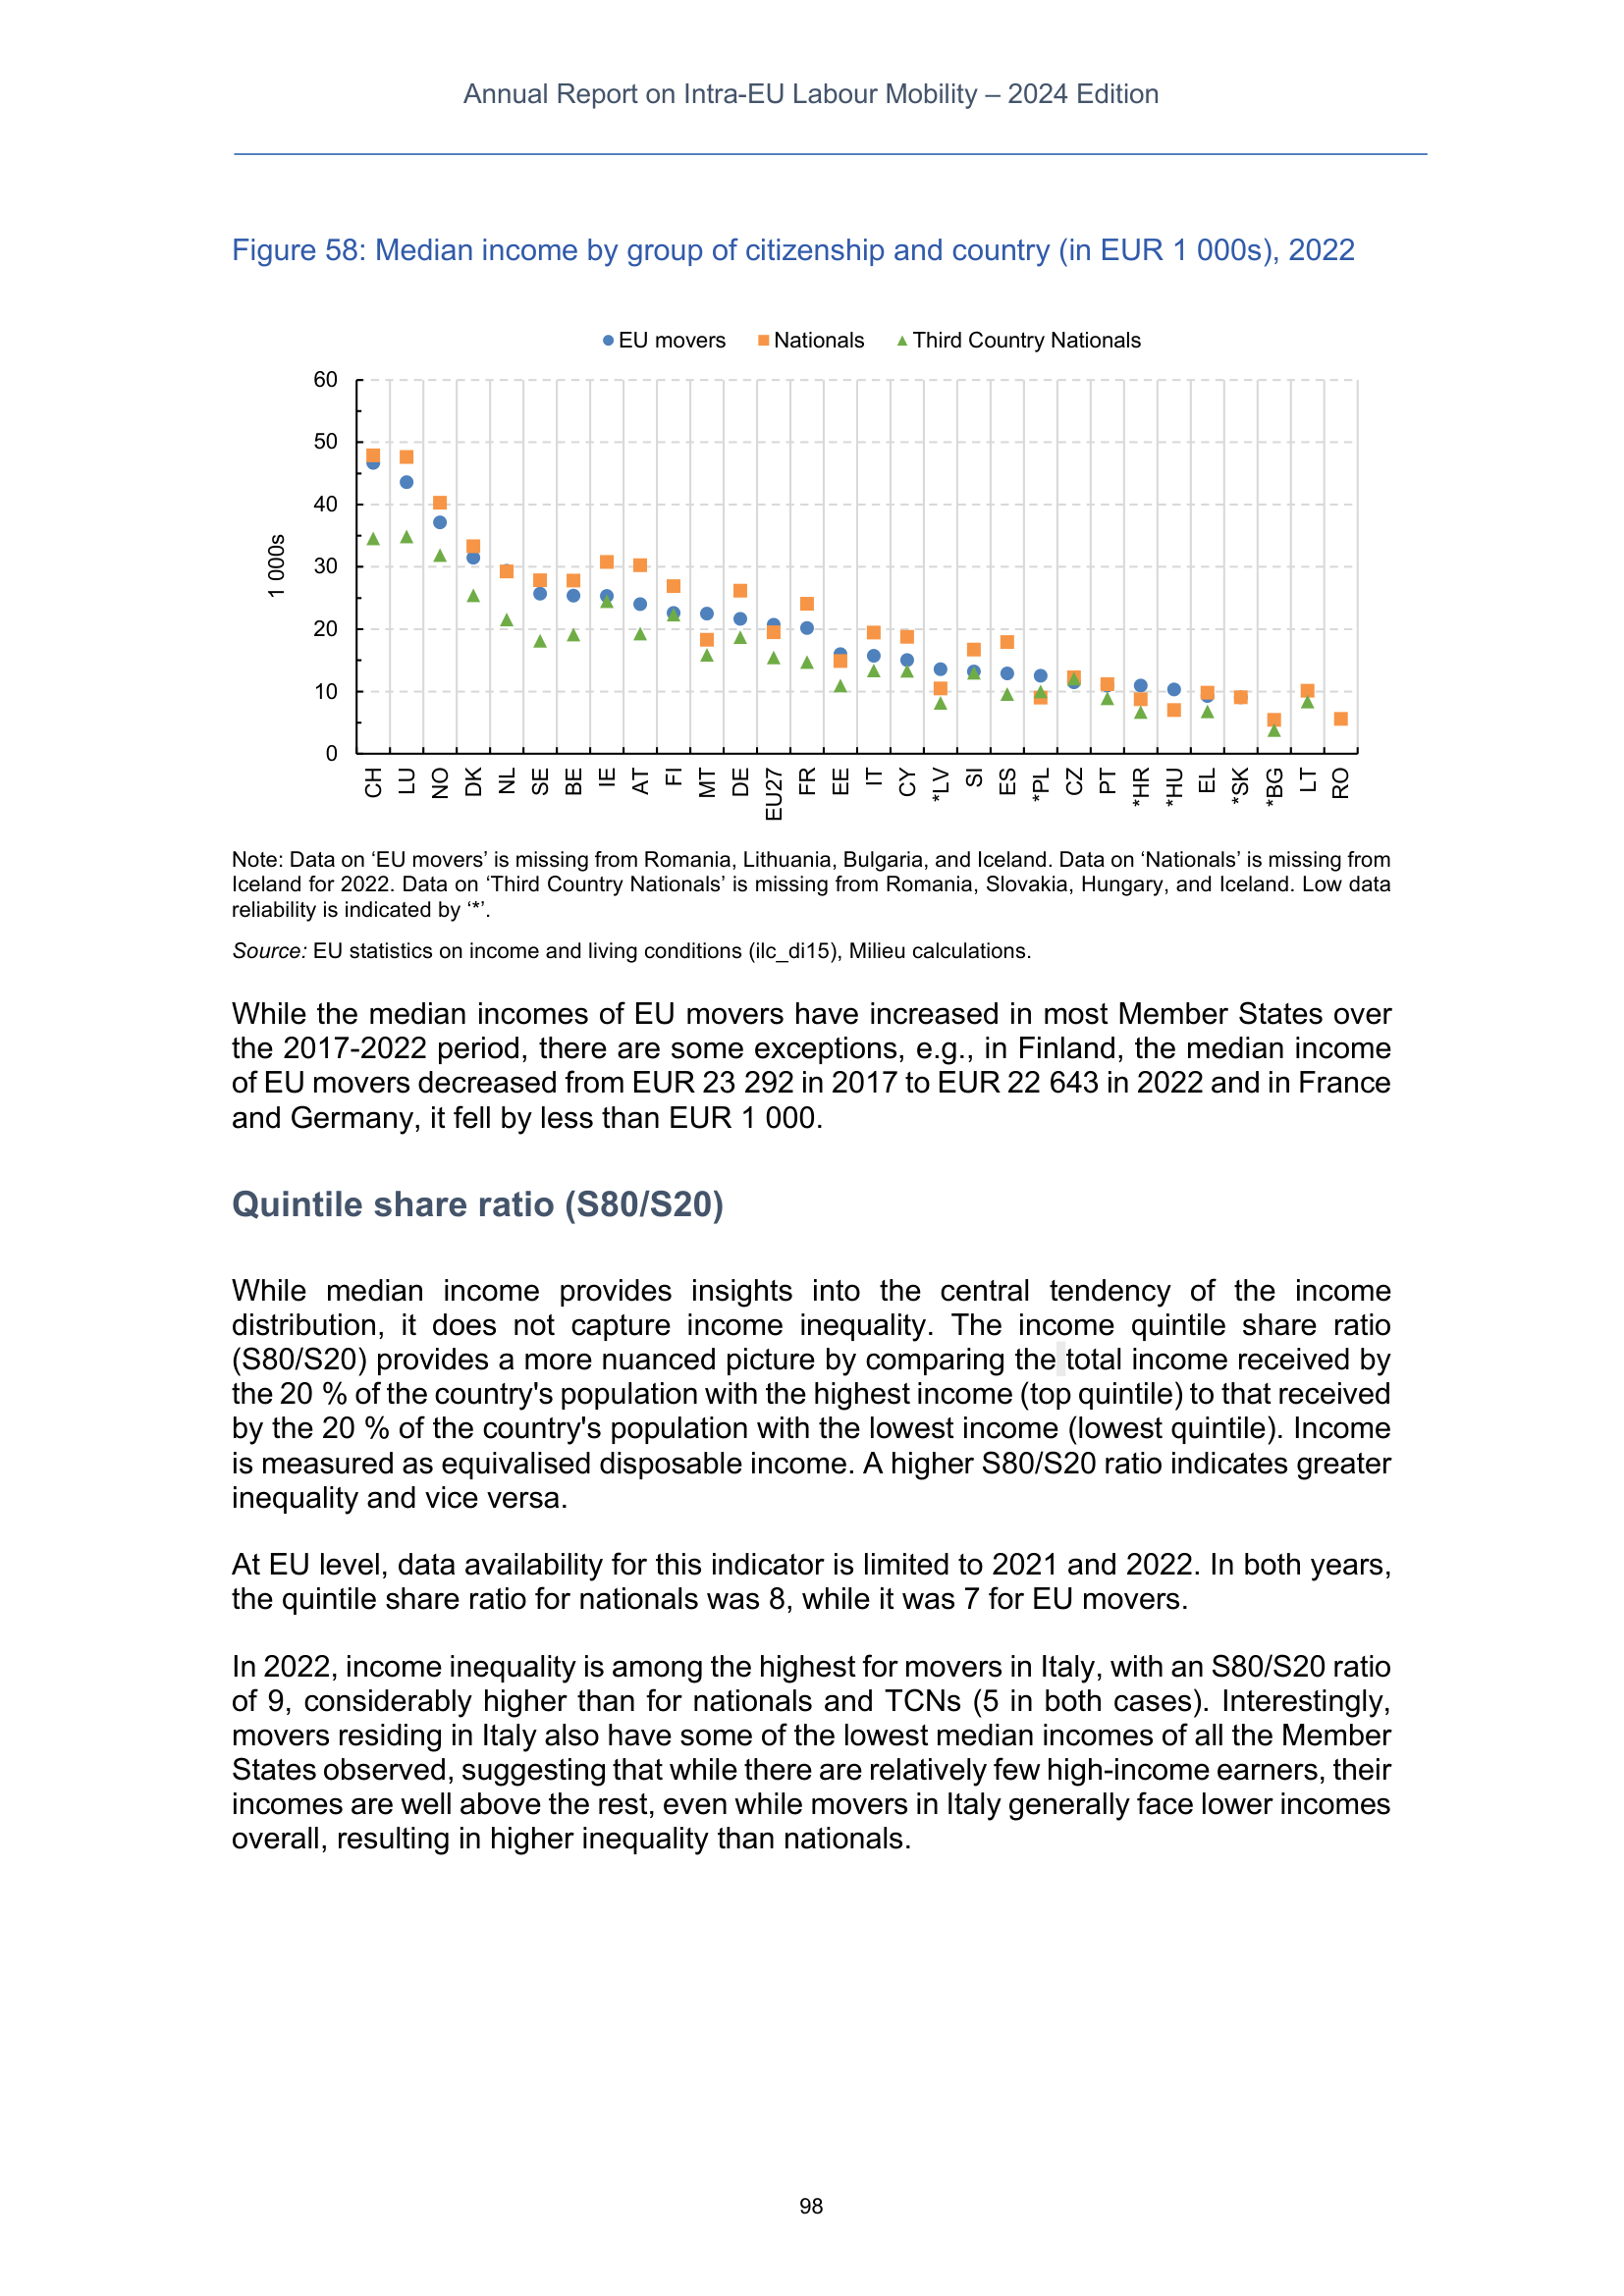 Annual Report on Intra-EU Labour Mobility – 2024 Edition
Figure 58: Median income by group of citizenship and country (in EUR 1 000s), 2022
EU movers Nationals Third Country Nationals
60
50
40
30
20
10
0
1 000s
CH LU NO DK NL SE BE IE AT FI MT DE EU27 FR EE IT CY *LV SI ES *PL CZ PT *HR *HU EL *SK *BG LT RO
Note: Data on ‘EU movers’ is missing from Romania, Lithuania, Bulgaria, and Iceland. Data on ‘Nationals’ is missing from
Iceland for 2022. Data on ‘Third Country Nationals’ is missing from Romania, Slovakia, Hungary, and Iceland. Low data
reliability is indicated by ‘*’.
Source: EU statistics on income and living conditions (ilc_di15), Milieu calculations.
While the median incomes of EU movers have increased in most Member States over
the 2017-2022 period, there are some exceptions, e.g., in Finland, the median income
of EU movers decreased from EUR 23 292 in 2017 to EUR 22 643 in 2022 and in France
and Germany, it fell by less than EUR 1 000.
Quintile share ratio (S80/S20)
While median income provides insights into the central tendency of the income
distribution, it does not capture income inequality. The income quintile share ratio
(S80/S20) provides a more nuanced picture by comparing the total income received by
the 20 % of the country's population with the highest income (top quintile) to that received
by the 20 % of the country's population with the lowest income (lowest quintile). Income
is measured as equivalised disposable income. A higher S80/S20 ratio indicates greater
inequality and vice versa.
At EU level, data availability for this indicator is limited to 2021 and 2022. In both years,
the quintile share ratio for nationals was 8, while it was 7 for EU movers.
In 2022, income inequality is among the highest for movers in Italy, with an S80/S20 ratio
of 9, considerably higher than for nationals and TCNs (5 in both cases). Interestingly,
movers residing in Italy also have some of the lowest median incomes of all the Member
States observed, suggesting that while there are relatively few high-income earners, their
incomes are well above the rest, even while movers in Italy generally face lower incomes
overall, resulting in higher inequality than nationals.
98